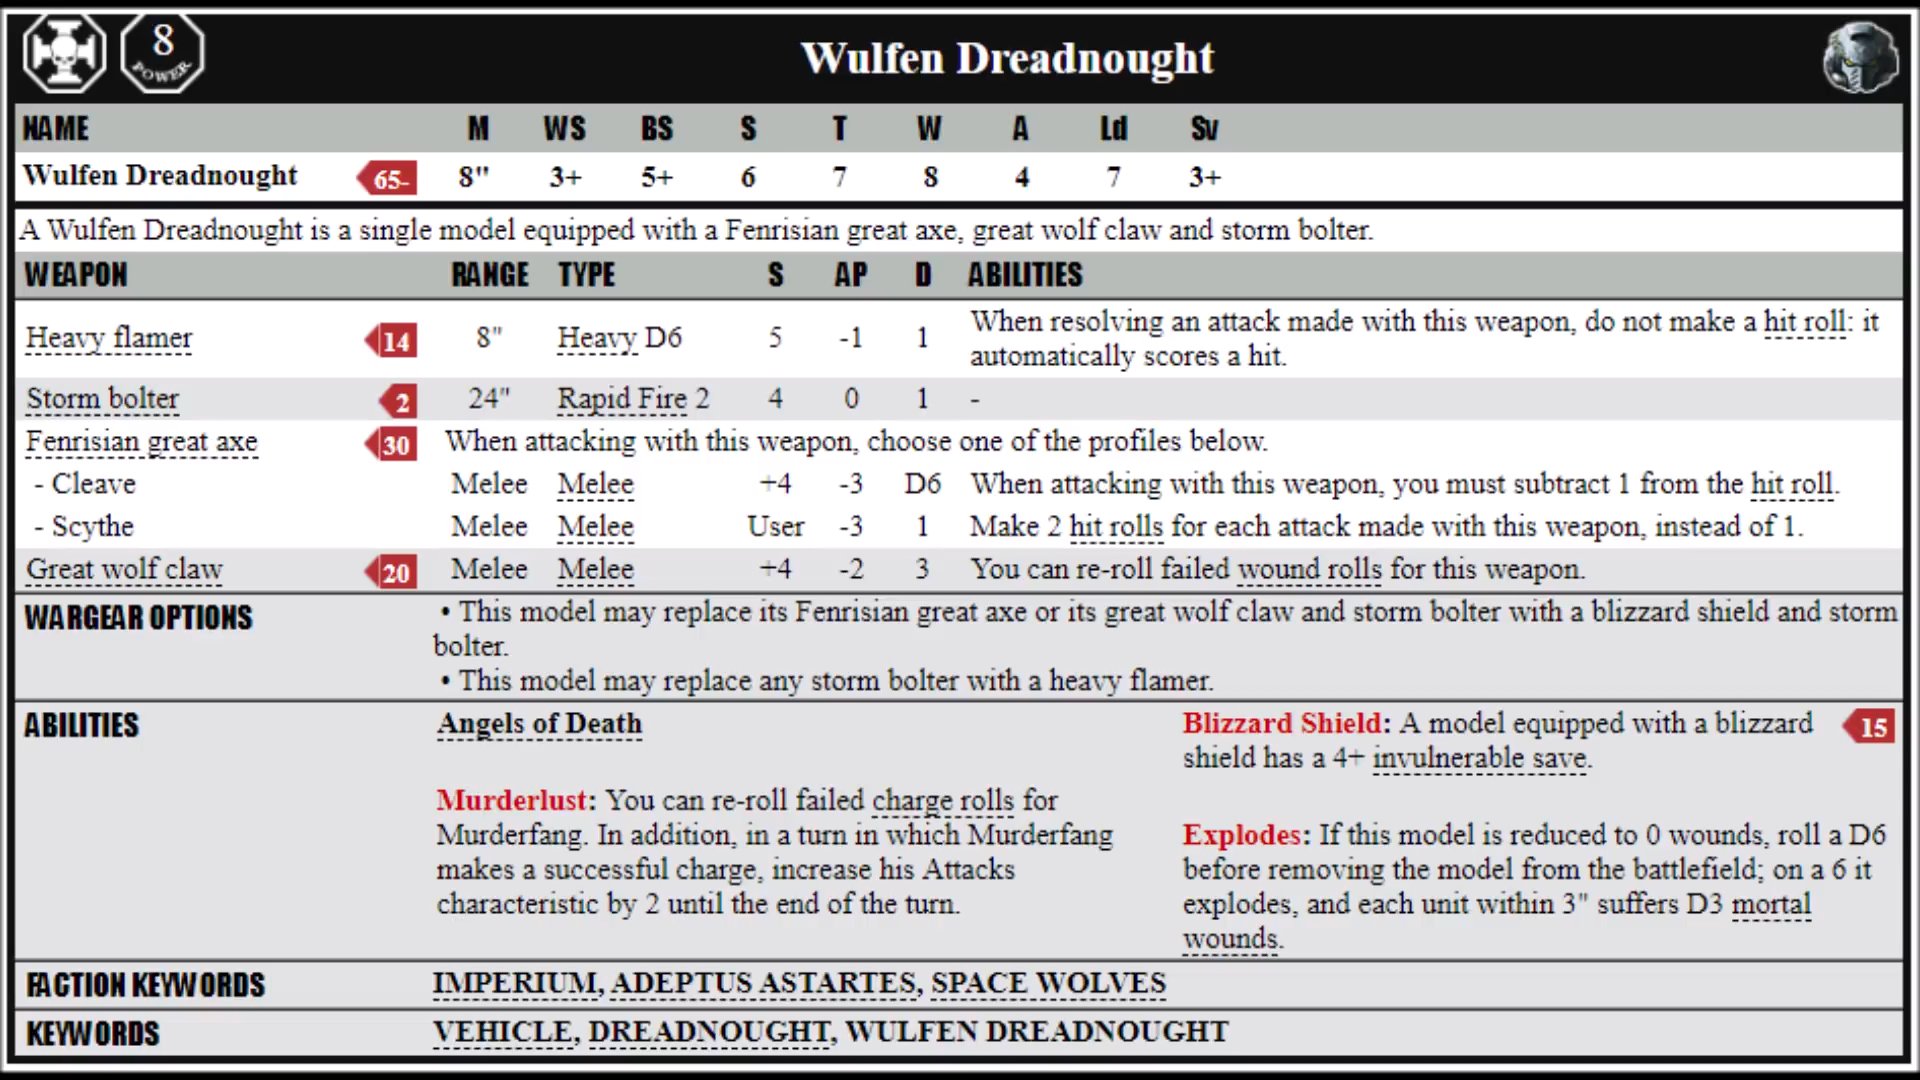 8
POWER
Wulfen Dreadnought
NAME M WS BS S T W A Ld Sv
Wulfen Dreadnought 65- 8" 3+ 5+ 6 7 8 4 7 3+
A Wulfen Dreadnought is a single model equipped with a Fenrisian great axe, great wolf claw and storm bolter.
WEAPON RANGE TYPE S AP D ABILITIES
Heavy flamer 14 8" Heavy D6 5 -1 1 When resolving an attack made with this weapon, do not make a hit roll: it
automatically scores a hit.
Storm bolter 2 24" Rapid Fire 2 4 0 1 -
Fenrisian great axe 30 When attacking with this weapon, choose one of the profiles below.
- Cleave Melee Melee +4 -3 D6 When attacking with this weapon, you must subtract 1 from the hit roll.
- Scythe Melee Melee User -3 1 Make 2 hit rolls for each attack made with this weapon, instead of 1.
Great wolf claw 20 Melee Melee +4 -2 3 You can re-roll failed wound rolls for this weapon.
WARGEAR OPTIONS • This model may replace its Fenrisian great axe or its great wolf claw and storm bolter with a blizzard shield and storm
bolter.
• This model may replace any storm bolter with a heavy flamer.
ABILITIES
Angels of Death
Murderlust: You can re-roll failed charge rolls for
Murderfang. In addition, in a turn in which Murderfang
makes a successful charge, increase his Attacks
characteristic by 2 until the end of the turn.
Blizzard Shield: A model equipped with a blizzard 15
shield has a 4+ invulnerable save.
Explodes: If this model is reduced to 0 wounds, roll a D6
before removing the model from the battlefield; on a 6 it
explodes, and each unit within 3" suffers D3 mortal
wounds.
FACTION KEYWORDS IMPERIUM, ADEPTUS ASTARTES, SPACE WOLVES
KEYWORDS VEHICLE, DREADNOUGHT, WULFEN DREADNOUGHT